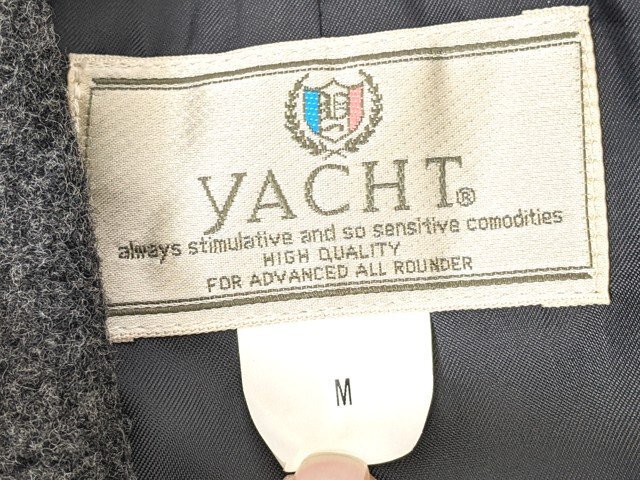 YACHT®
always stimulative and so sensitive comodities
HIGH QUALITY
FOR ADVANCED ALL ROUNDER
M